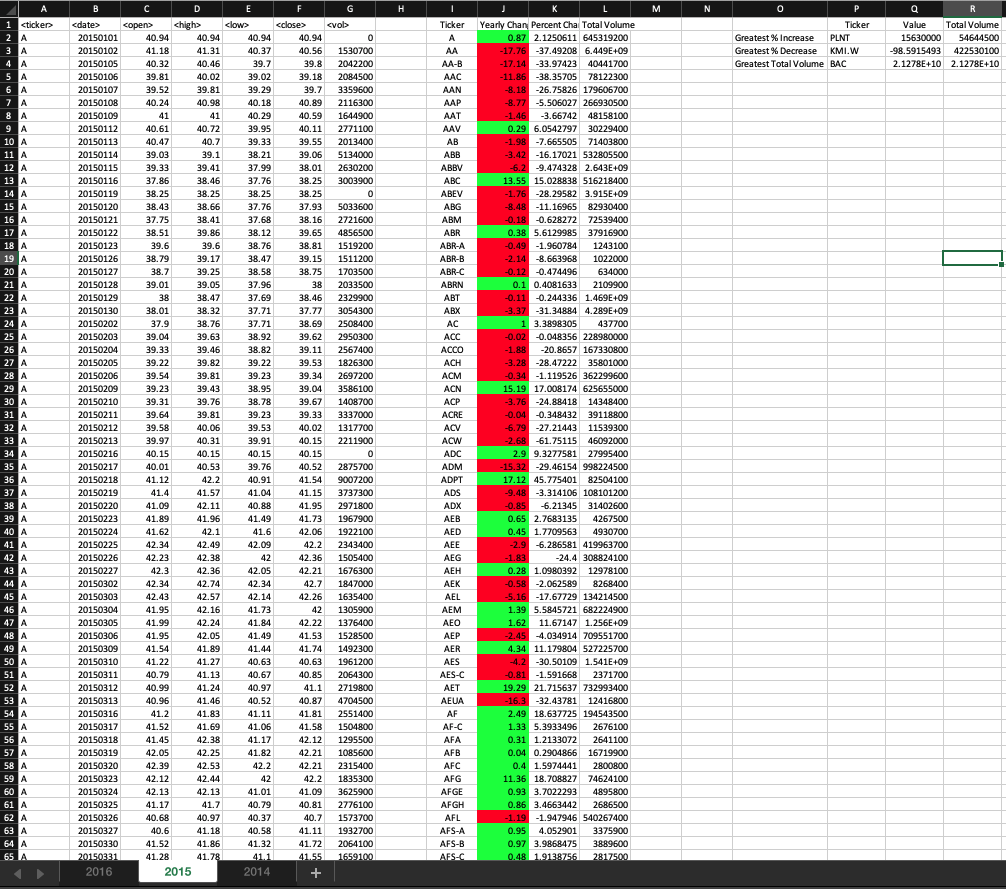 A B C D E F G H I J K L M N O P Q R
1 <ticker> <date> <open> <high> <low> <close> <vol> Ticker Yearly Chan Percent Cha Total Volume Ticker Value Total Volume
2 A 20150101 40.94 40.94 40.94 40.94 0 A 0.87 2.1250611 645319200 Greatest % Increase PLNT 15630000 54644500
3 A 20150102 41.18 41.31 40.37 40.56 1530700 AA -17.76 -37.49208 6.449E+09 Greatest % Decrease KMI.W -98.5915493 422530100
4 A 20150105 40.32 40.46 39.7 39.8 2042200 AA-B -17.14 -33.97423 40441700 Greatest Total Volume BAC 2.1278E+10 2.1278E+10
5 A 20150106 39.81 40.02 39.02 39.18 2084500 AAC -11.86 -38.35705 78122300
6 A 20150107 39.52 39.81 39.29 39.7 3359600 AAN -8.18 -26.75826 179606700
7 A 20150108 40.24 40.98 40.18 40.89 2116300 AAP -8.77 -5.506027 266930500
8 A 20150109 41 41 40.29 40.59 1644900 AAT -1.46 -3.66742 48158100
9 A 20150112 40.61 40.72 39.95 40.11 2771100 AAV 0.29 6.0542797 30229400
10 A 20150113 40.47 40.7 39.33 39.55 2013400 AB -1.98 -7.665505 71403800
11 A 20150114 39.03 39.1 38.21 39.06 5134000 ABB -3.42 -16.17021 532805500
12 A 20150115 39.33 39.41 37.99 38.01 2630200 ABBV -6.2 -9.474328 2.643E+09
13 A 20150116 37.86 38.46 37.76 38.25 3003900 ABC 13.55 15.028838 516218400
14 A 20150119 38.25 38.25 38.25 38.25 0 ABEV -1.76 -28.29582 3.915E+09
15 A 20150120 38.43 38.66 37.76 37.93 5033600 ABG -8.48 -11.16965 82930400
16 A 20150121 37.75 38.41 37.68 38.16 2721600 ABM -0.18 -0.628272 72539400
17 A 20150122 38.51 39.86 38.12 39.65 4856500 ABR 0.38 5.6129985 37916900
18 A 20150123 39.6 39.6 38.76 38.81 1519200 ABR-A -0.49 -1.960784 1243100
19 A 20150126 38.79 39.17 38.47 39.15 1511200 ABR-B -2.14 -8.663968 1022000
20 A 20150127 38.7 39.25 38.58 38.75 1703500 ABR-C -0.12 -0.474496 634000
21 A 20150128 39.01 39.05 37.96 38 2033500 ABRN 0.1 0.4081633 2109900
22 A 20150129 38 38.47 37.69 38.46 2329900 ABT -0.11 -0.244336 1.469E+09
23 A 20150130 38.01 38.32 37.71 37.77 3054300 ABX -3.37 -31.34884 4.289E+09
24 A 20150202 37.9 38.76 37.71 38.69 2508400 AC 1 3.3898305 437700
25 A 20150203 39.04 39.63 38.92 39.62 2950300 ACC -0.02 -0.048356 228980000
26 A 20150204 39.33 39.46 38.82 39.11 2567400 ACCO -1.88 -20.8657 167330800
27 A 20150205 39.22 39.82 39.22 39.53 1826300 ACH -3.28 -28.47222 35801000
28 A 20150206 39.54 39.81 39.23 39.34 2697200 ACM -0.34 -1.119526 362299600
29 A 20150209 39.23 39.43 38.95 39.04 3586100 ACN 15.19 17.008174 625655000
30 A 20150210 39.31 39.76 38.78 39.67 1408700 ACP -3.76 -24.88418 14348400
31 A 20150211 39.64 39.81 39.23 39.33 3337000 ACRE -0.04 -0.348432 39118800
32 A 20150212 39.58 40.06 39.53 40.02 1317700 ACV -6.79 -27.21443 11539300
33 A 20150213 39.97 40.31 39.91 40.15 2211900 ACW -2.68 -61.75115 46092000
34 A 20150216 40.15 40.15 40.15 40.15 0 ADC 2.9 9.3277581 27995400
35 A 20150217 40.01 40.53 39.76 40.52 2875700 ADM -15.32 -29.46154 998224500
36 A 20150218 41.12 42.2 40.91 41.54 9007200 ADPT 17.12 45.775401 82504100
37 A 20150219 41.4 41.57 41.04 41.15 3737300 ADS -9.48 -3.314106 108101200
38 A 20150220 41.09 42.11 40.88 41.95 2971800 ADX -0.85 -6.21345 31402600
39 A 20150223 41.89 41.96 41.49 41.73 1967900 AEB 0.65 2.7683135 4267500
40 A 20150224 41.62 42.1 41.6 42.06 1922100 AED 0.45 1.7709563 4930700
41 A 20150225 42.34 42.49 42.09 42.2 2343400 AEE -2.9 -6.286581 419963700
42 A 20150226 42.23 42.38 42 42.36 1505400 AEG -1.83 -24.4 308824100
43 A 20150227 42.3 42.36 42.05 42.21 1676300 AEH 0.28 1.0980392 12978100
44 A 20150302 42.34 42.74 42.34 42.7 1847000 AEK -0.58 -2.062589 8268400
45 A 20150303 42.43 42.57 42.14 42.26 1635400 AEL -5.16 -17.67729 134214500
46 A 20150304 41.95 42.16 41.73 42 1305900 AEM 1.39 5.5845721 682224900
47 A 20150305 41.99 42.24 41.84 42.22 1376400 AEO 1.62 11.67147 1.256E+09
48 A 20150306 41.95 42.05 41.49 41.53 1528500 AEP -2.45 -4.034914 709551700
49 A 20150309 41.54 41.89 41.44 41.74 1492300 AER 4.34 11.179804 527725700
50 A 20150310 41.22 41.27 40.63 40.63 1961200 AES -4.2 -30.50109 1.541E+09
51 A 20150311 40.79 41.13 40.67 40.85 2064300 AES-C -0.81 -1.591668 2371700
52 A 20150312 40.99 41.24 40.97 41.1 2719800 AET 19.29 21.715637 732993400
53 A 20150313 40.96 41.46 40.52 40.87 4704500 AEUA -16.3 -32.43781 12416800
54 A 20150316 41.2 41.83 41.11 41.81 2551400 AF 2.49 18.637725 194543500
55 A 20150317 41.52 41.69 41.06 41.58 1504800 AF-C 1.33 5.3933496 2676100
56 A 20150318 41.45 42.38 41.17 42.12 1295500 AFA 0.31 1.2133072 2641100
57 A 20150319 42.05 42.25 41.82 42.21 1085600 AFB 0.04 0.2904866 16719900
58 A 20150320 42.39 42.53 42.2 42.21 2315400 AFC 0.4 1.5974441 2800800
59 A 20150323 42.12 42.44 42 42.2 1835300 AFG 11.36 18.708827 74624100
60 A 20150324 42.13 42.13 41.01 41.09 3625900 AFGE 0.93 3.7022293 4895800
61 A 20150325 41.17 41.7 40.79 40.81 2776100 AFGH 0.86 3.4663442 2686500
62 A 20150326 40.68 40.97 40.37 40.7 1573700 AFL -1.19 -1.947946 540267400
63 A 20150327 40.6 41.18 40.58 41.11 1932700 AFS-A 0.95 4.052901 3375900
64 A 20150330 41.52 41.86 41.32 41.72 2064100 AFS-B 0.97 3.9868475 3889600
65 A 20150331 41.28 41.78 41.1 41.55 1659100 AFS-C 0.48 1.9138756 2817500
2016 2015 2014 +